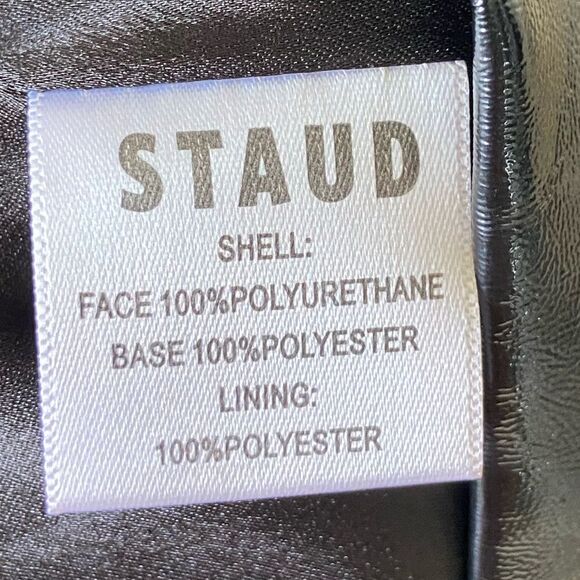 STAUD
SHELL:
FACE 100%POLYURETHANE
BASE 100%POLYESTER
LINING:
100%POLYESTER